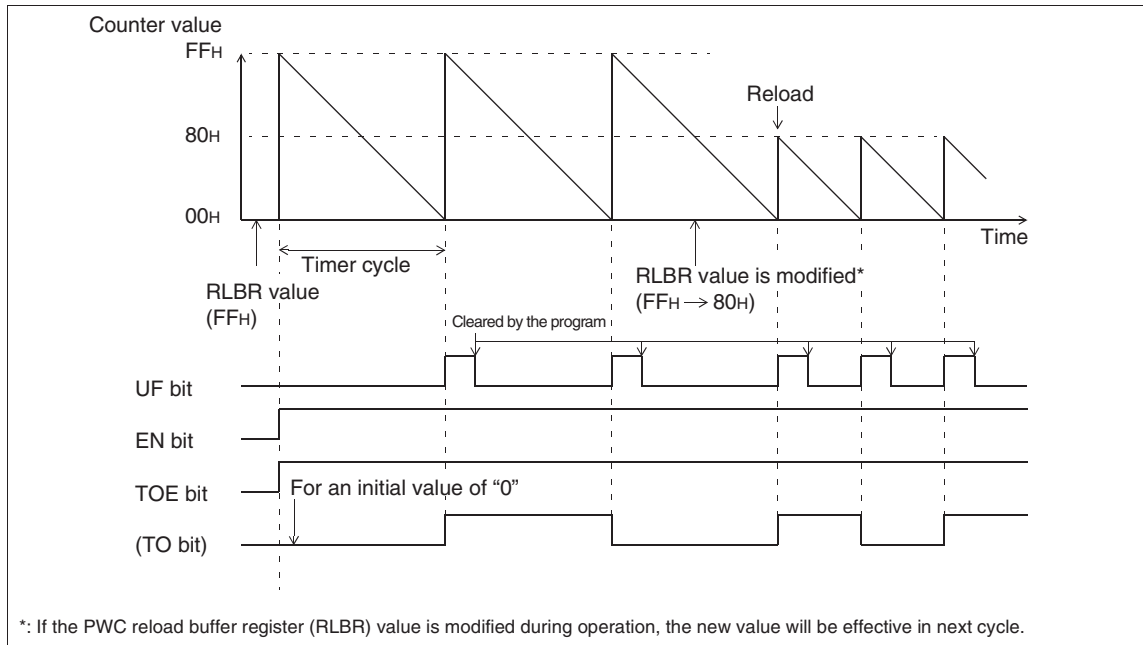 Counter value
FFH
Reload
80H
00H
Time
Timer cycle
RLBR value
(FFH)
RLBR value is modified*
(FFH → 80H)
Cleared by the program
UF bit
EN bit
TOE bit
For an initial value of “0”
(TO bit)
*: If the PWC reload buffer register (RLBR) value is modified during operation, the new value will be effective in next cycle.